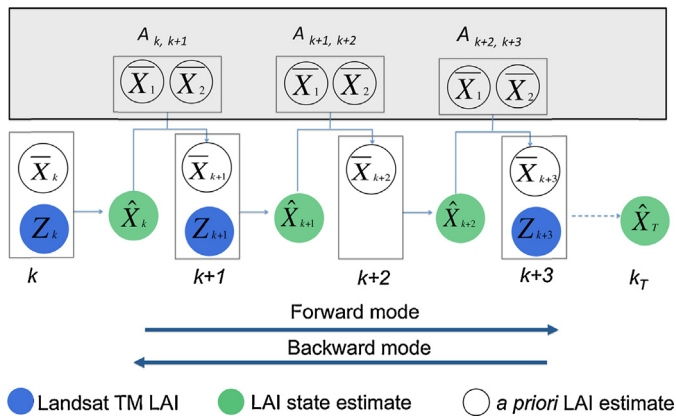 A k, k+1 A k+1, k+2 A k+2, k+3
X̅1 X̅2 X̅1 X̅2 X̅1 X̅2
X̅k X̅k+1 X̅k+2 X̅k+3
Zk X̂k Zk+1 X̂k+1 X̂k+2 Zk+3 X̂T
k k+1 k+2 k+3 kT
Forward mode
Backward mode
Landsat TM LAI LAI state estimate a priori LAI estimate